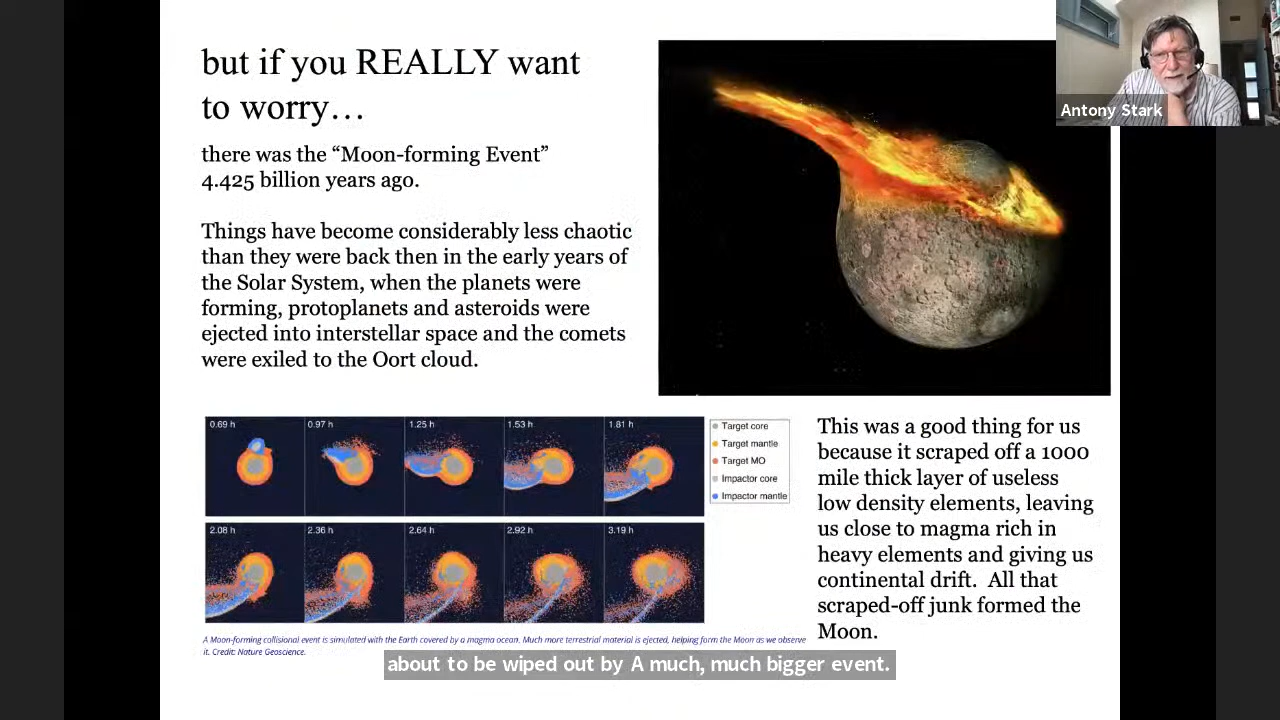 but if you REALLY want
to worry…
there was the “Moon-forming Event”
4.425 billion years ago.
Things have become considerably less chaotic
than they were back then in the early years of
the Solar System, when the planets were
forming, protoplanets and asteroids were
ejected into interstellar space and the comets
were exiled to the Oort cloud.
Antony Stark
0.69 h
0.97 h
1.25 h
1.53 h
1.81 h
Target core
Target mantle
Target MO
Impactor core
Impactor mantle
2.08 h
2.36 h
2.64 h
2.92 h
3.19 h
A Moon-forming collisional event is simulated with the Earth covered by a magma ocean. Much more terrestrial material is ejected, helping form the Moon as we observe
it. Credit: Nature Geoscience.
This was a good thing for us
because it scraped off a 1000
mile thick layer of useless
low density elements, leaving
us close to magma rich in
heavy elements and giving us
continental drift.  All that
scraped-off junk formed the
Moon.
about to be wiped out by A much, much bigger event.